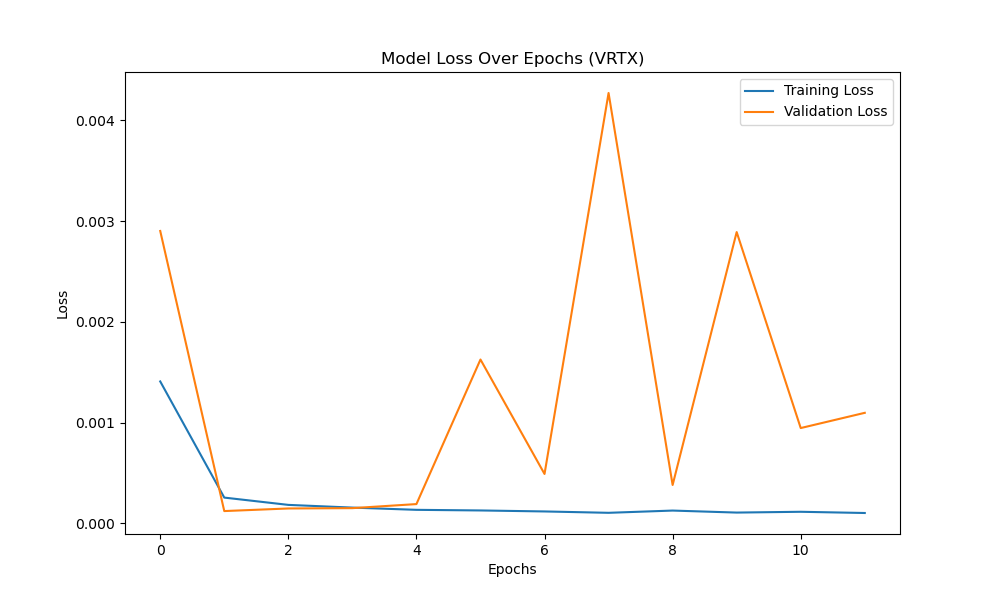 Model Loss Over Epochs (VRTX)
Training Loss
Validation Loss
0.004
0.003
0.002
0.001
0.000
Loss
0 2 4 6 8 10
Epochs